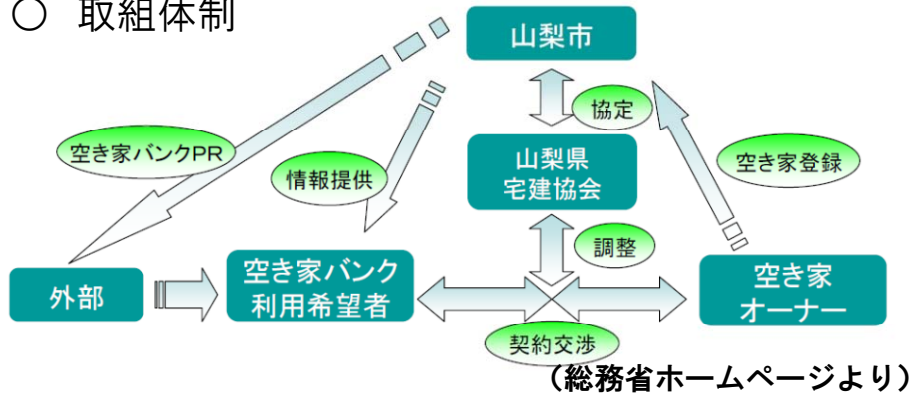 ○ 取組体制
山梨市
協定
空き家バンクPR
情報提供
山梨県
宅建協会
空き家登録
調整
外部
空き家バンク
利用希望者
空き家
オーナー
契約交渉
（総務省ホームページより）